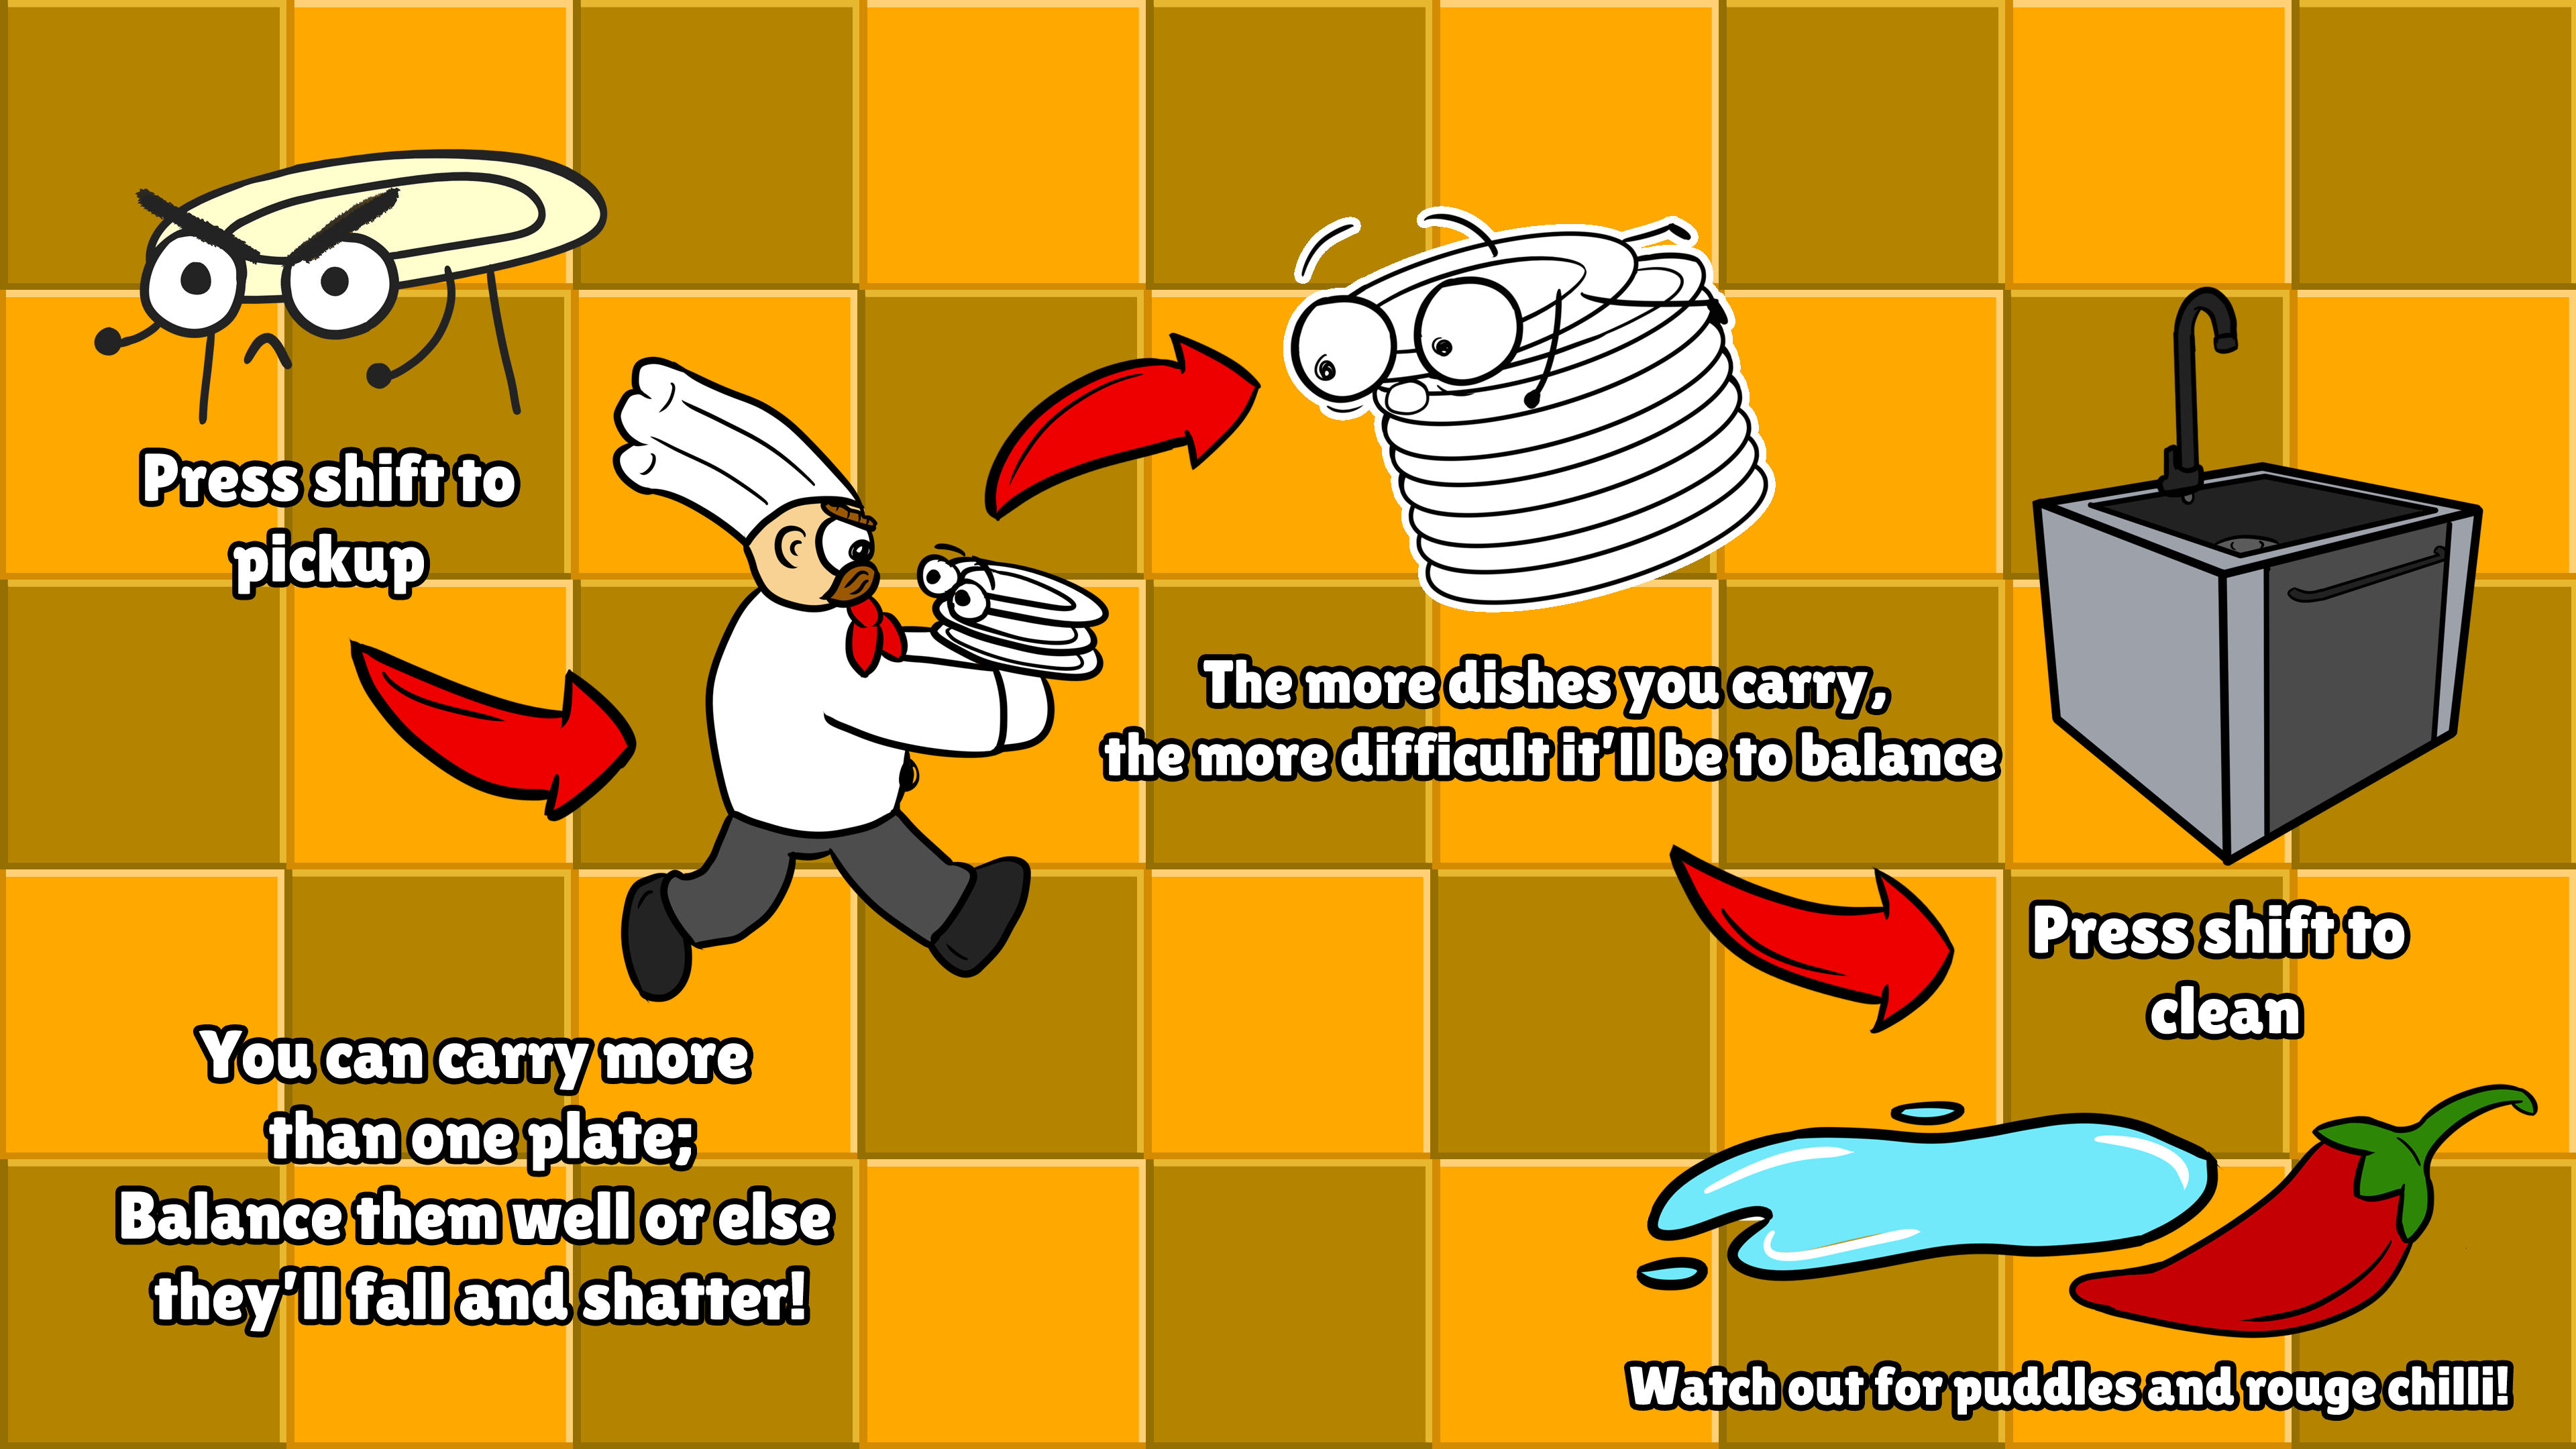 Press shift to
pickup
You can carry more
than one plate;
Balance them well or else
they'll fall and shatter!
The more dishes you carry,
the more difficult it'll be to balance
Press shift to
clean
Watch out for puddles and rouge chilli!